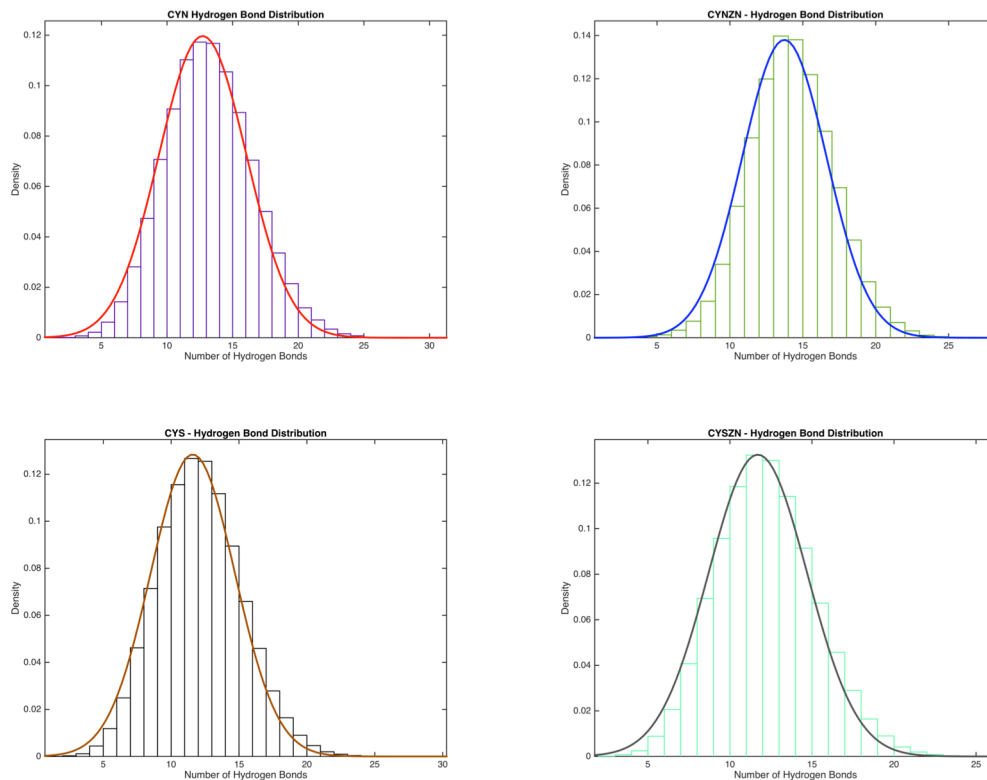 CYN Hydrogen Bond Distribution
0.12
0.1
0.08
0.06
0.04
0.02
0
Density
5 10 15 20 25 30
Number of Hydrogen Bonds
CYNZN - Hydrogen Bond Distribution
0.14
0.12
0.1
0.08
0.06
0.04
0.02
0
Density
5 10 15 20 25
Number of Hydrogen Bonds
CYS - Hydrogen Bond Distribution
0.12
0.1
0.08
0.06
0.04
0.02
0
Density
5 10 15 20 25 30
Number of Hydrogen Bonds
CYSZN - Hydrogen Bond Distribution
0.12
0.1
0.08
0.06
0.04
0.02
0
Density
5 10 15 20 25
Number of Hydrogen Bonds